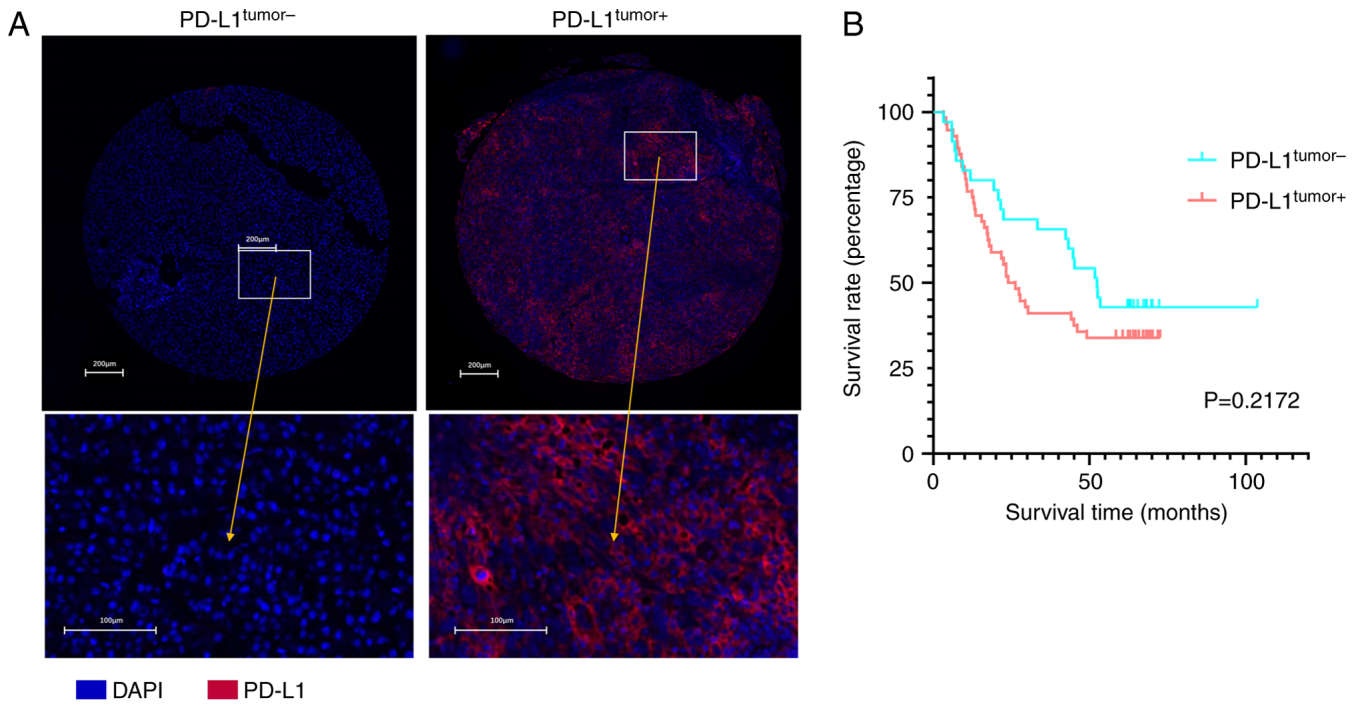 A
PD-L1tumor–
PD-L1tumor+
200µm
200µm
200µm
100µm
100µm
DAPI
PD-L1
B
100
75
50
25
0
Survival rate (percentage)
PD-L1tumor–
PD-L1tumor+
P=0.2172
0
50
100
Survival time (months)